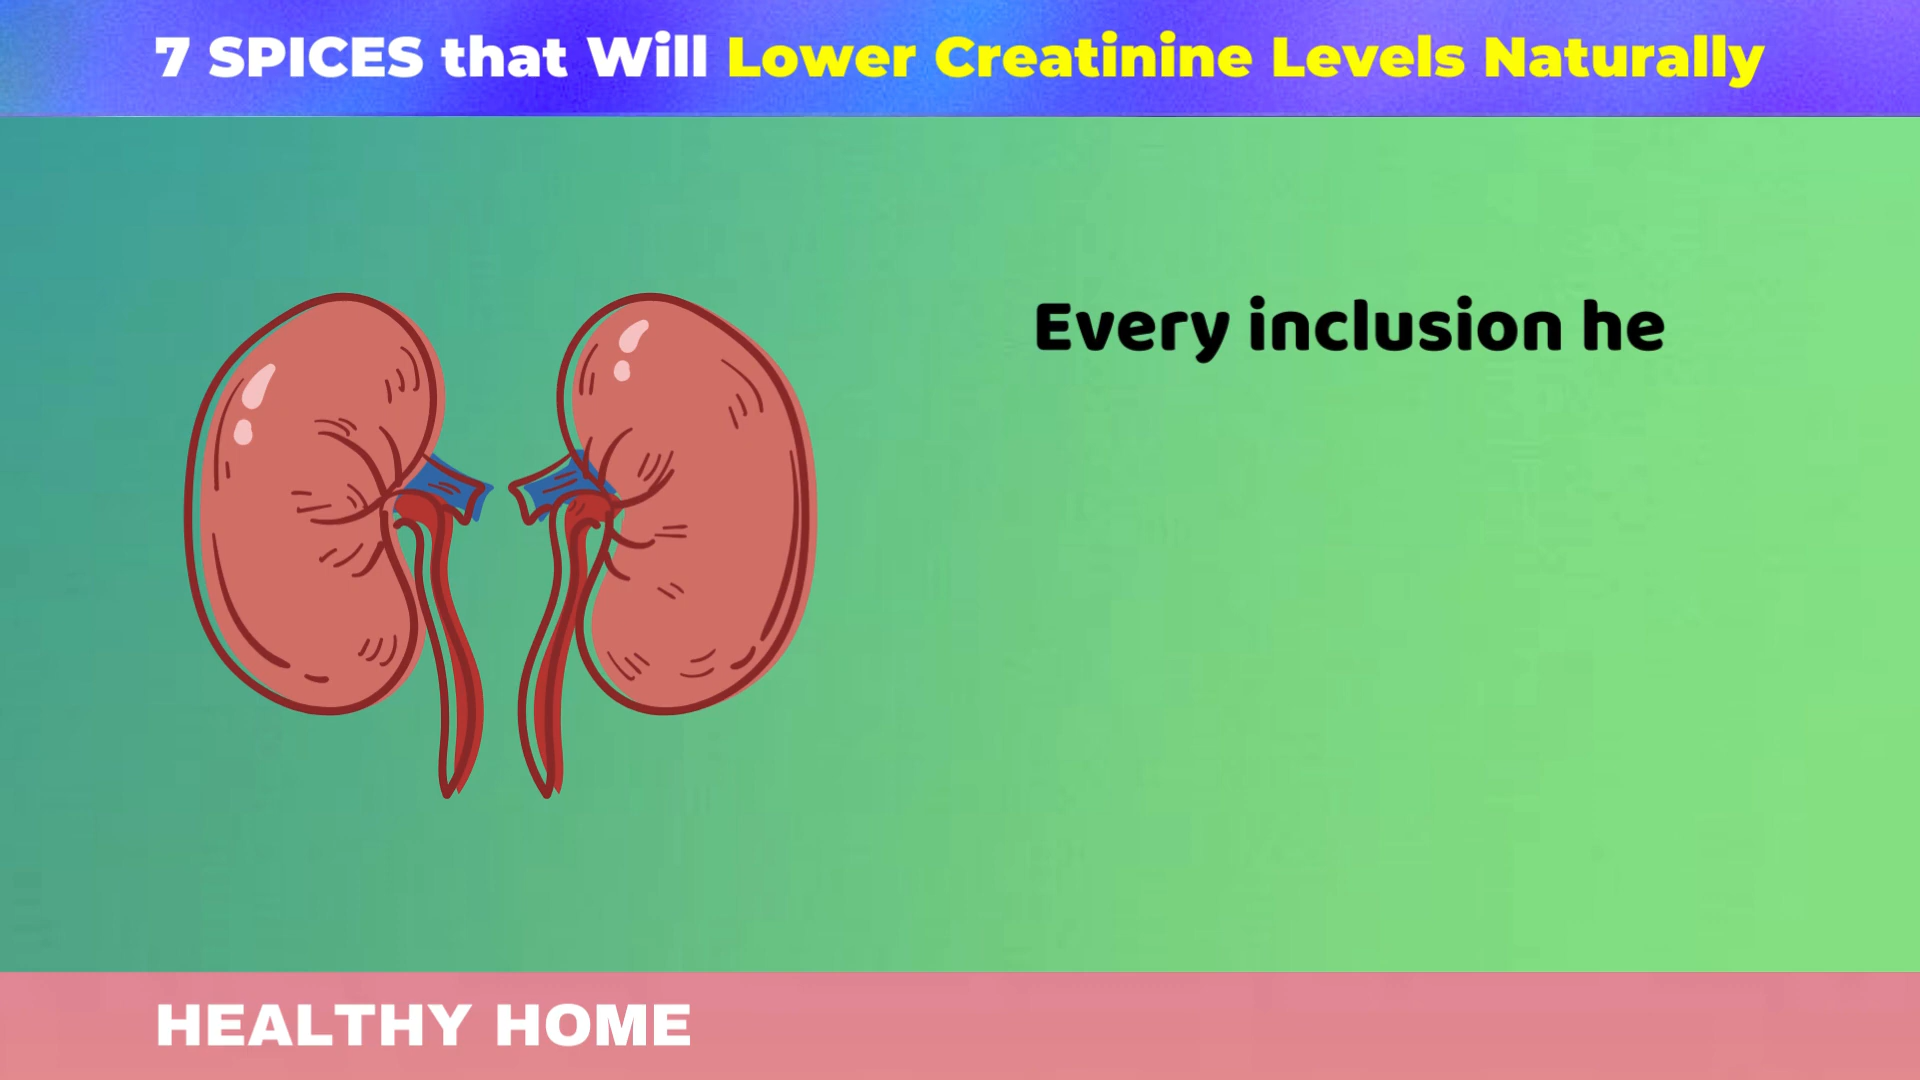 7 SPICES that Will Lower Creatinine Levels Naturally
Every inclusion he
HEALTHY HOME